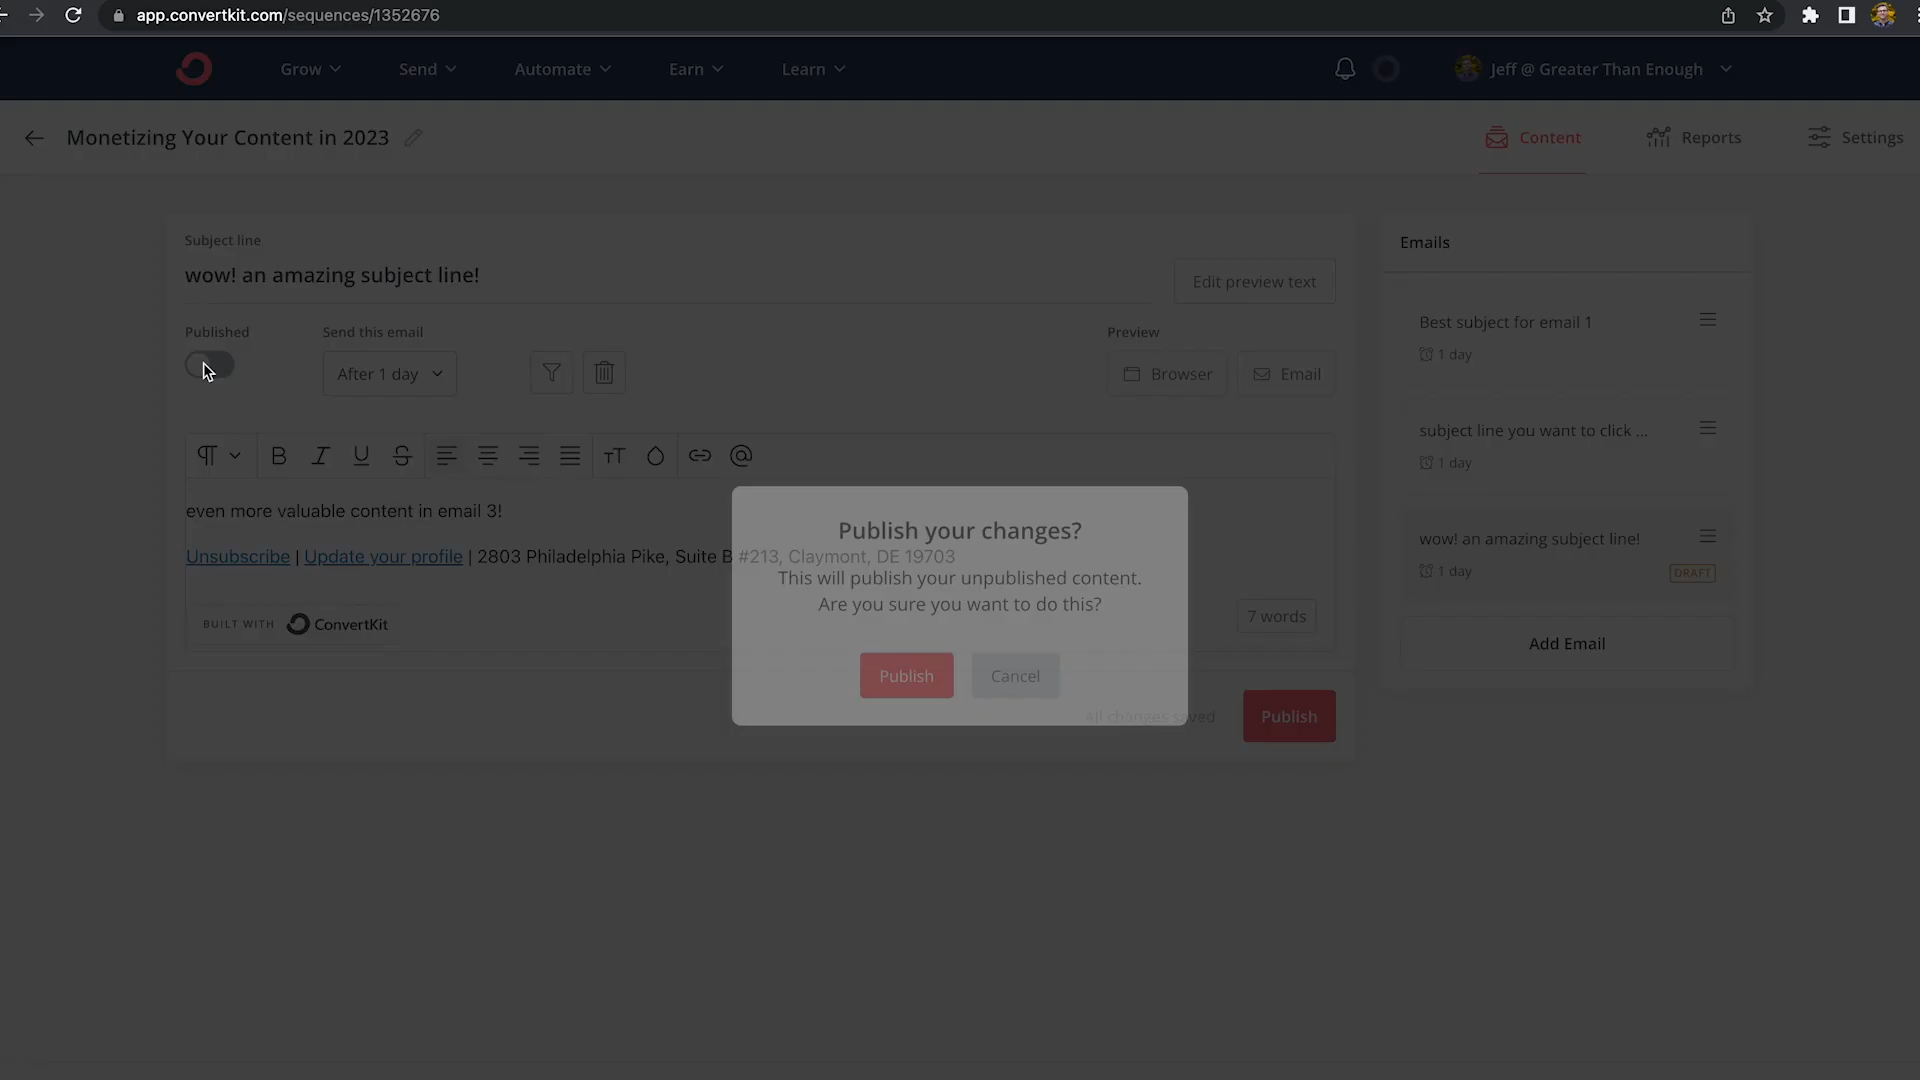 app.convertkit.com/sequences/1352676
Grow
Send
Automate
Earn
Learn
Jeff @ Greater Than Enough
Monetizing Your Content in 2023
Content
Reports
Settings
Subject line
wow! an amazing subject line!
Edit preview text
Published
Send this email
After 1 day
Preview
Browser
Email
B I U S TT @
even more valuable content in email 3!
Unsubscribe | Update your profile | 2803 Philadelphia Pike, Suite B #213, Claymont, DE 19703
BUILT WITH ConvertKit
7 words
Publish your changes?
This will publish your unpublished content.
Are you sure you want to do this?
Publish
Cancel
All changes saved
Publish
Emails
Best subject for email 1
1 day
subject line you want to click ...
1 day
wow! an amazing subject line!
1 day
DRAFT
Add Email